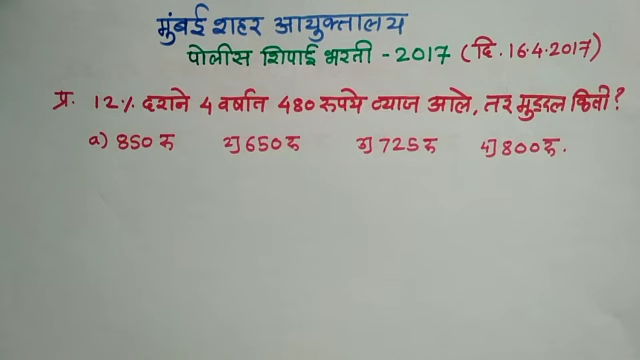 मुंबई शहर आयुक्तालय
पोलीस शिपाई भरती - 2017 (दि. 16.4.2017)
प्र. 12% दराने 4 वर्षात 480 रुपये व्याज आले, तर मुद्दल किती?
a) 850 रु 2) 650 रु 3) 725 रु 4) 800 रु.